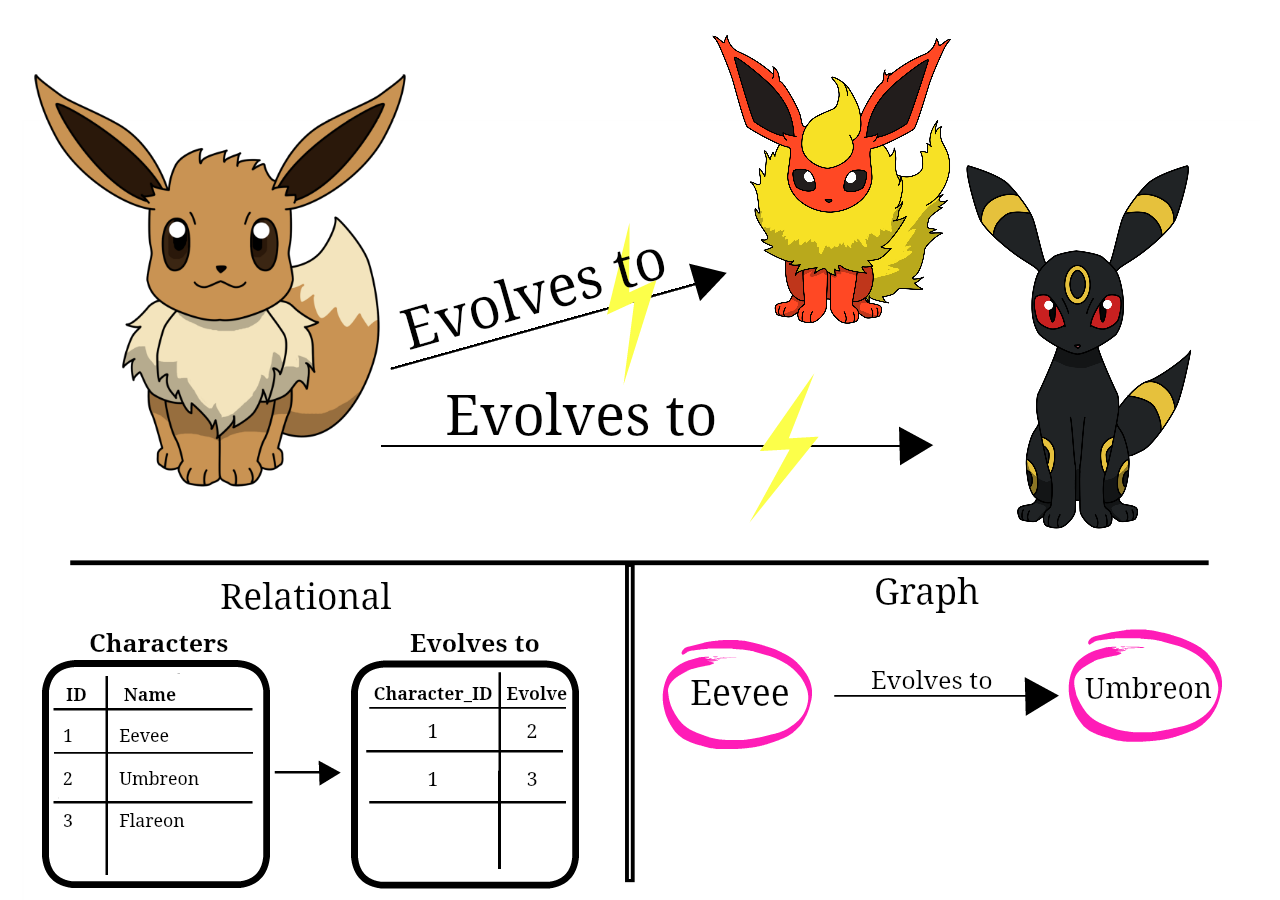 Evolves to
Evolves to
Relational
Characters
ID Name
1 Eevee
2 Umbreon
3 Flareon
Evolves to
Character_ID Evolve
1 2
1 3
Graph
Eevee
Evolves to
Umbreon